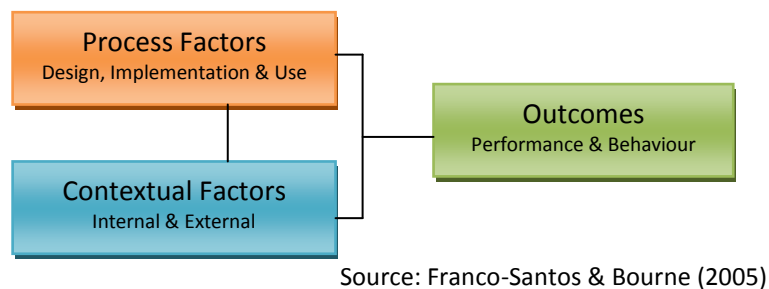 Process Factors
Design, Implementation & Use
Outcomes
Performance & Behaviour
Contextual Factors
Internal & External
Source: Franco-Santos & Bourne (2005)